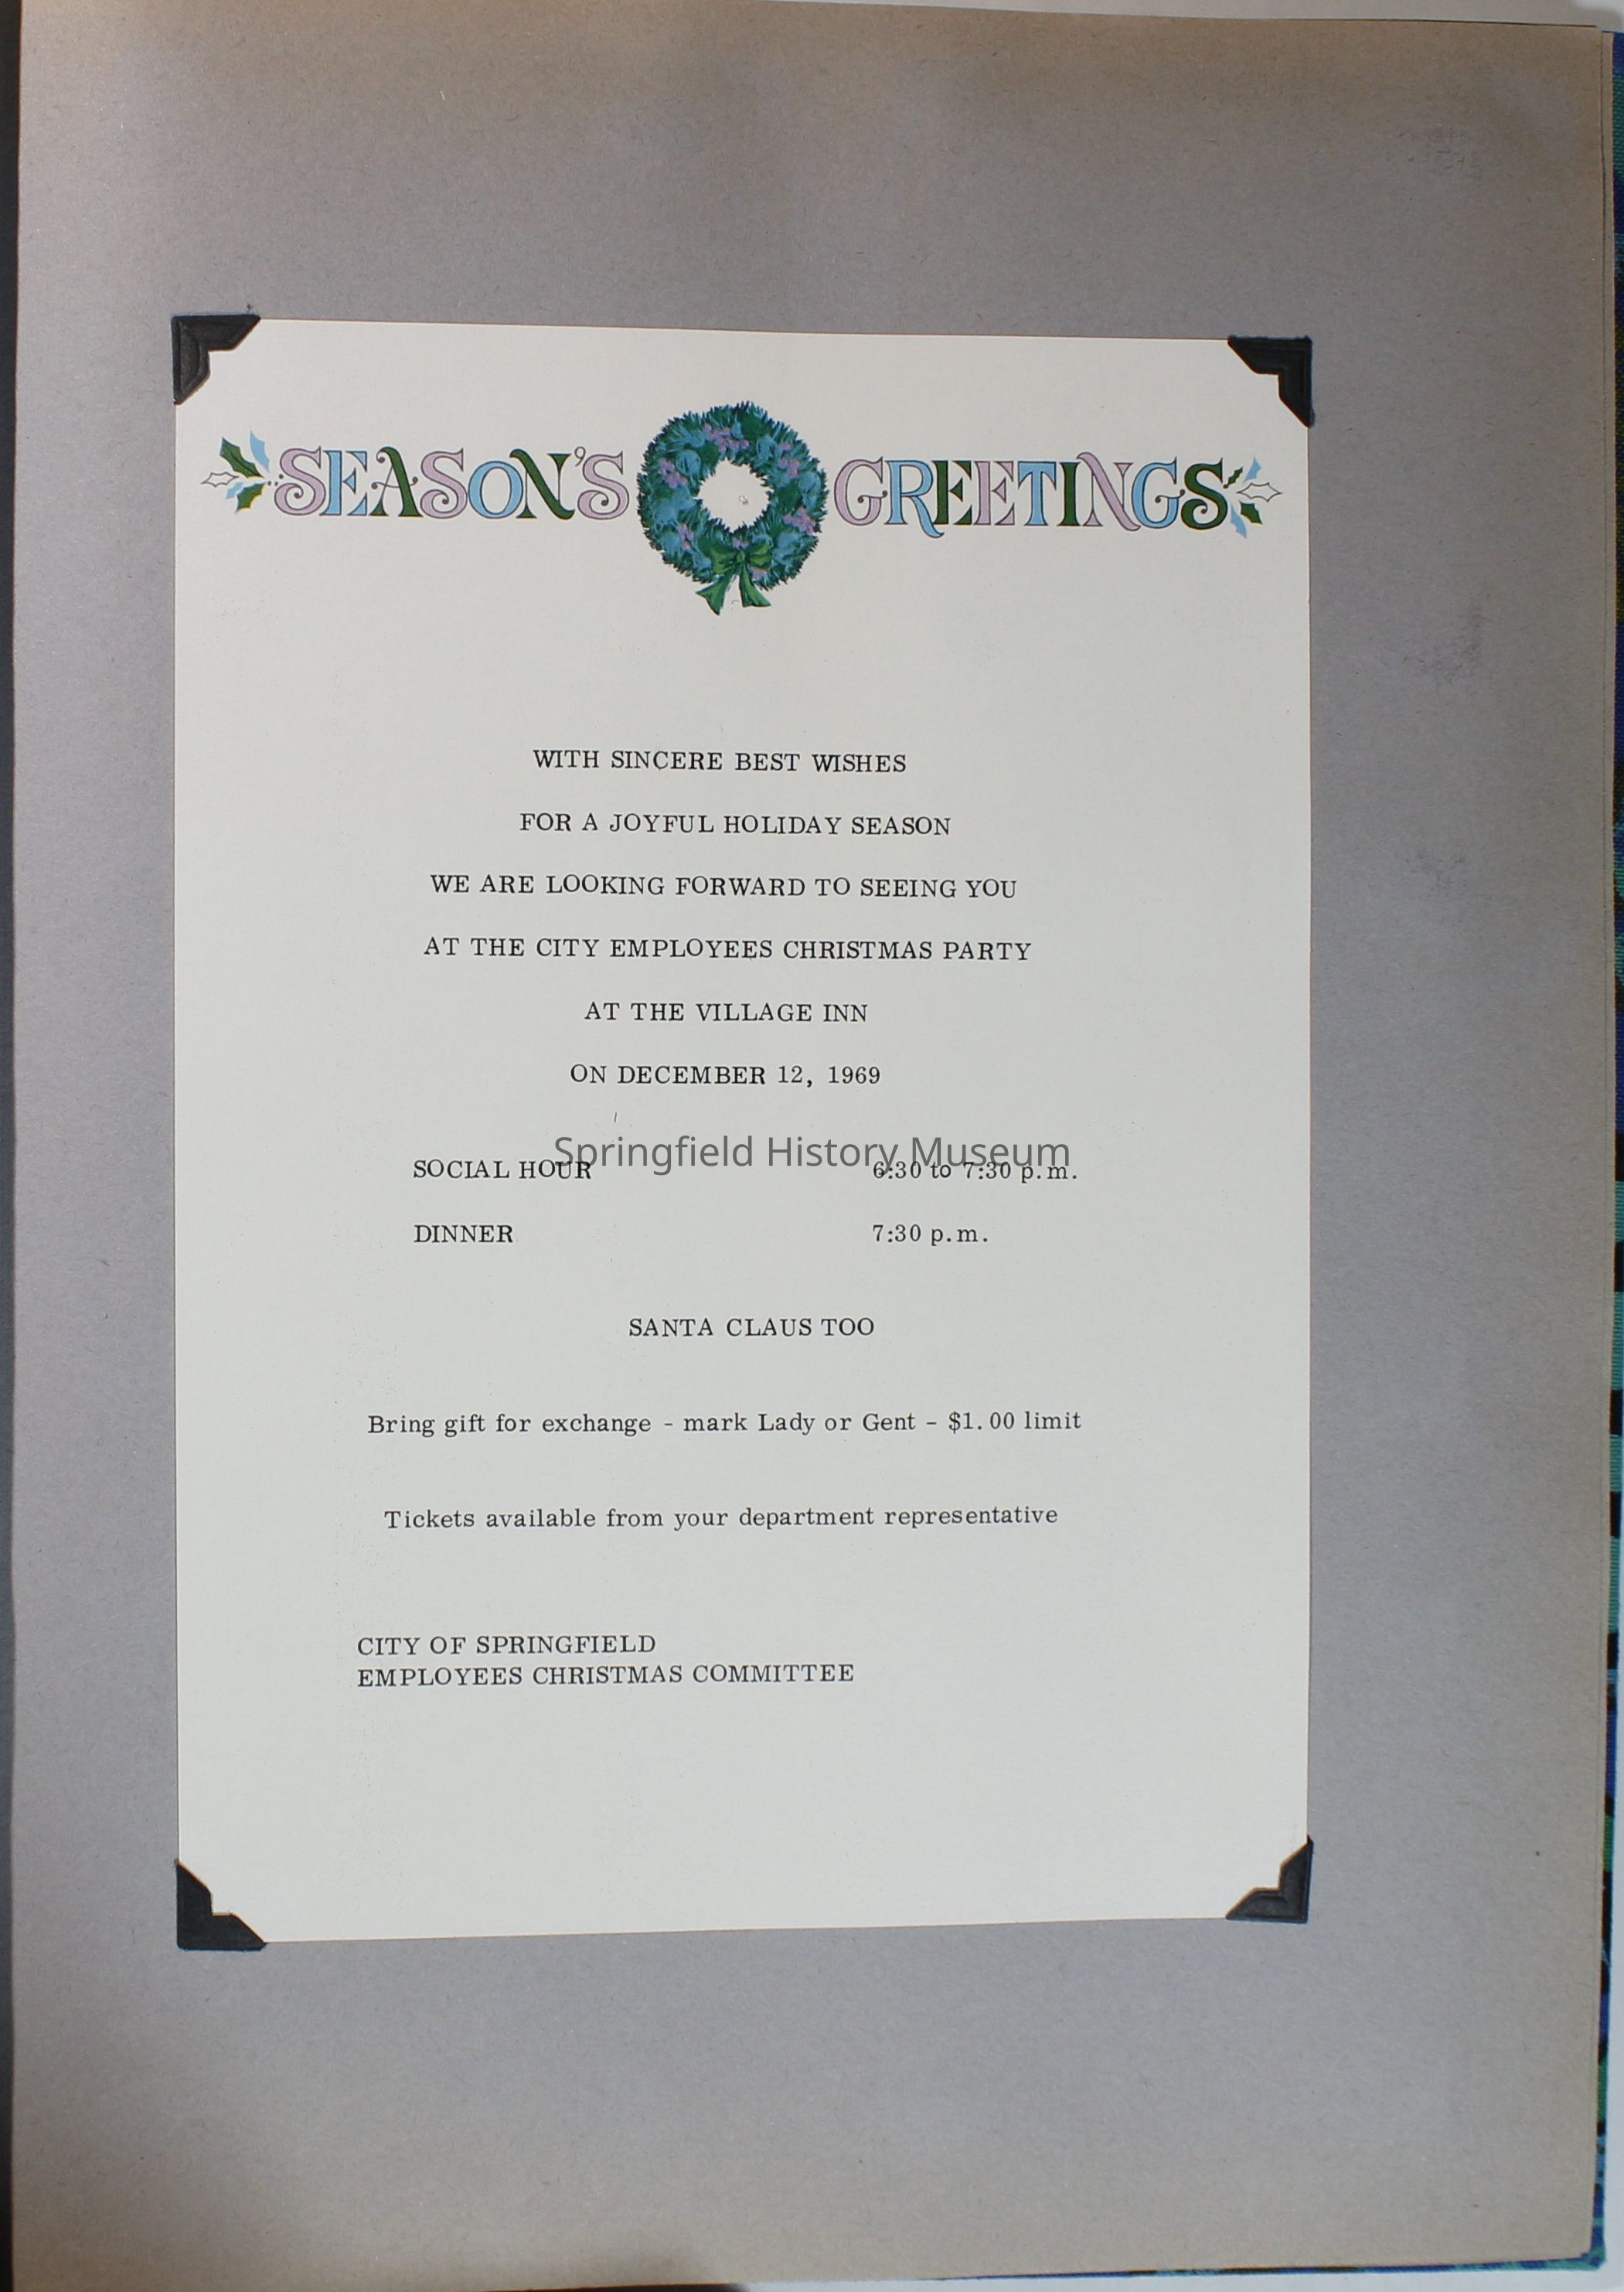 SEASON'S GREETINGS
WITH SINCERE BEST WISHES
FOR A JOYFUL HOLIDAY SEASON
WE ARE LOOKING FORWARD TO SEEING YOU
AT THE CITY EMPLOYEES CHRISTMAS PARTY
AT THE VILLAGE INN
ON DECEMBER 12, 1969
Springfield History Museum
SOCIAL HOUR 6:30 to 7:30 p.m.
DINNER 7:30 p.m.
SANTA CLAUS TOO
Bring gift for exchange - mark Lady or Gent - $1.00 limit
Tickets available from your department representative
CITY OF SPRINGFIELD
EMPLOYEES CHRISTMAS COMMITTEE